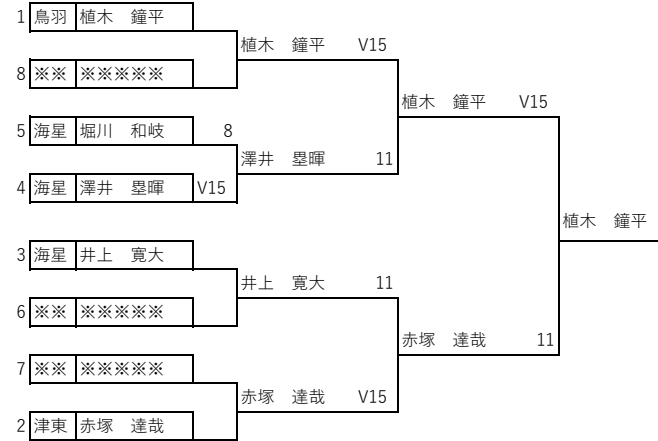 1 鳥羽 植木　鐘平
植木　鐘平 V15
8 ※※ ※※※※※
植木　鐘平 V15
5 海星 堀川　和岐 8
澤井　塁暉 11
4 海星 澤井　塁暉 V15
植木　鐘平
3 海星 井上　寛大
井上　寛大 11
6 ※※ ※※※※※
赤塚　達哉 11
7 ※※ ※※※※※
赤塚　達哉 V15
2 津東 赤塚　達哉